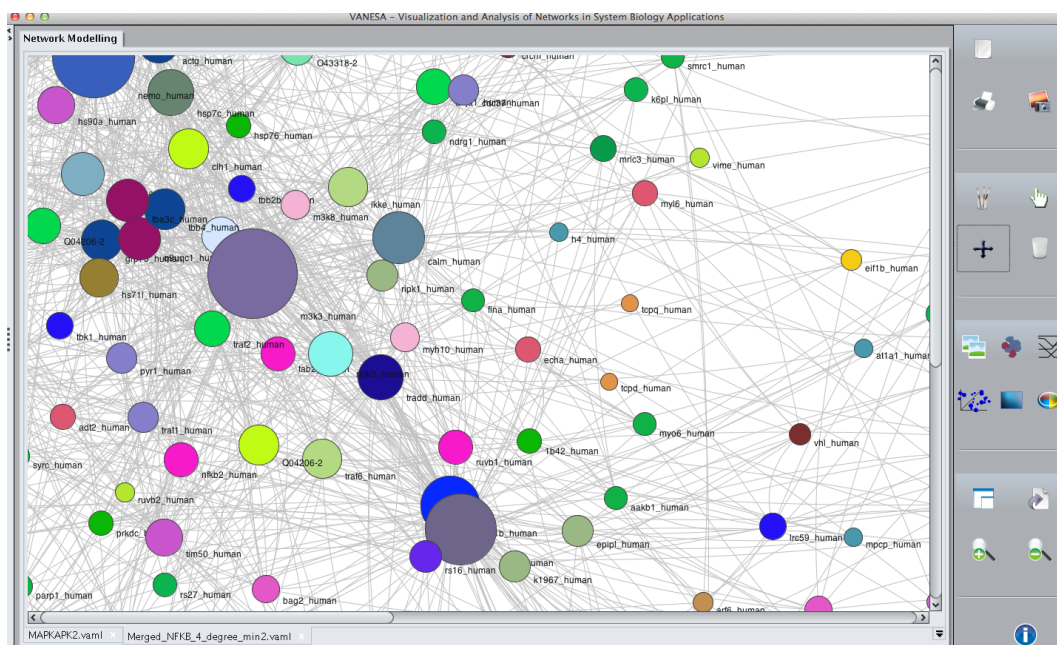 VANESA - Visualization and Analysis of Networks in System Biology Applications
Network Modelling
actg_human
O43318-2
smrc1_human
nemo_human
k6pl_human
hs90a_human
hsp7c_human
hsp76_human
ndrg1_human
mrlc3_human
vime_human
clh1_human
ikke_human
myl6_human
m3k8_human
tba3c_human
tbb4_human
Q04206-2
h4_human
calm_human
eif1b_human
hs71l_human
ripk1_human
fina_human
tcpq_human
m3k3_human
tbk1_human
traf2_human
myh10_human
echa_human
at1a1_human
pyr1_human
tradd_human
tcpd_human
adt2_human
traf1_human
myo6_human
vhl_human
1b42_human
ruvb1_human
syrc_human
nfkb2_human
Q04206-2
traf6_human
ruvb2_human
aakb1_human
prkdc_
lrc59_human
epipl_human
mpcp_human
tim50_human
rs16_human
k1967_human
parp1_human
rs27_human
bag2_human
arf6_human
MAPKAPK2.vaml
Merged_NFKB_4_degree_min2.vaml